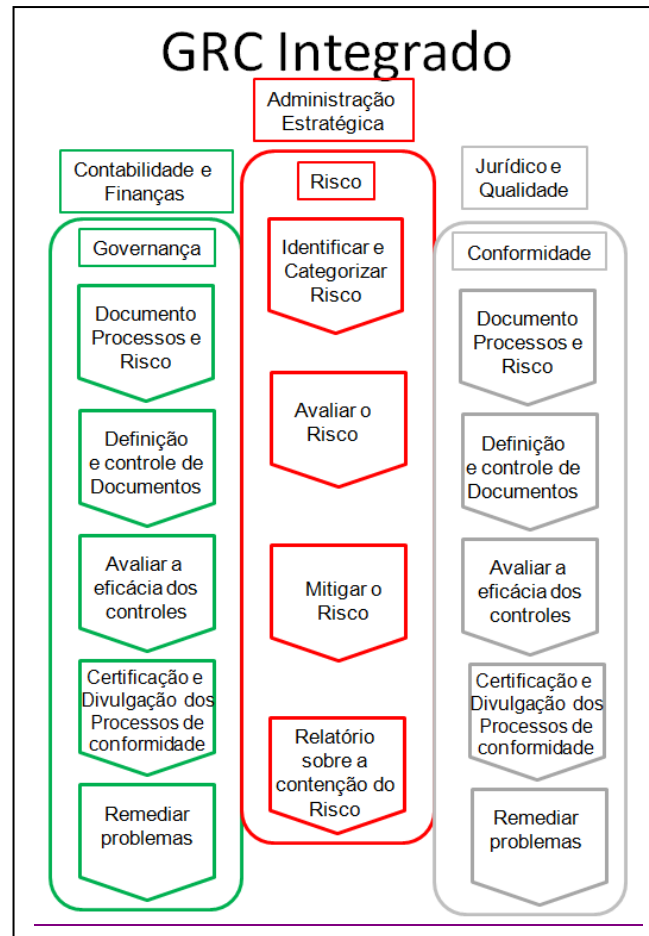 GRC Integrado
Administração
Estratégica
Contabilidade e
Finanças
Governança
Documento
Processos e
Risco
Definição
e controle de
Documentos
Avaliar a
eficácia dos
controles
Certificação e
Divulgação dos
Processos de
conformidade
Remediar
problemas
Risco
Identificar e
Categorizar
Risco
Avaliar o
Risco
Mitigar o
Risco
Relatório
sobre a
contenção do
Risco
Jurídico e
Qualidade
Conformidade
Documento
Processos e
Risco
Definição
e controle de
Documentos
Avaliar a
eficácia dos
controles
Certificação e
Divulgação dos
Processos de
conformidade
Remediar
problemas